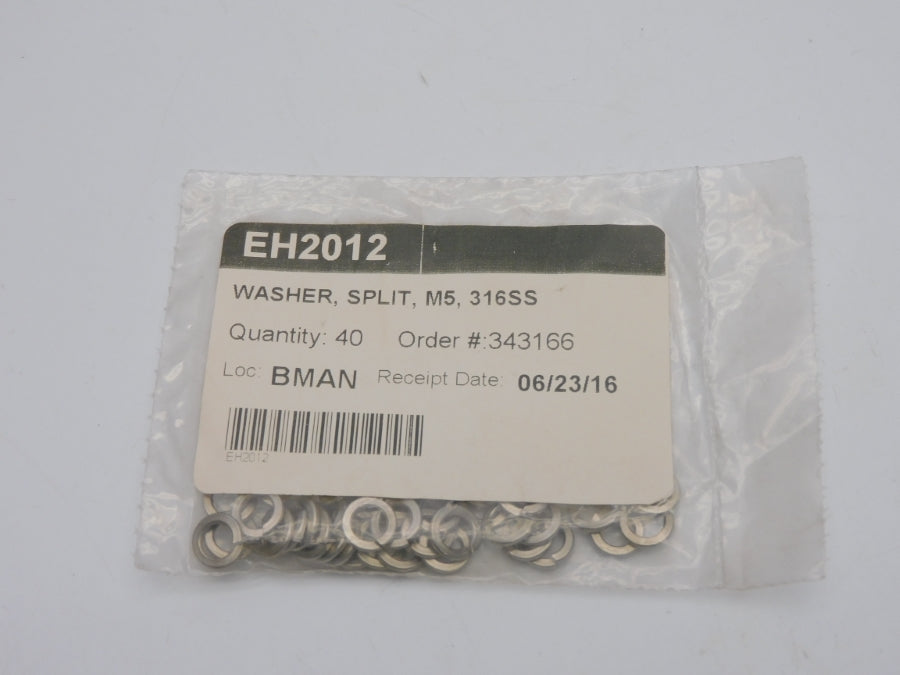 EH2012
WASHER, SPLIT, M5, 316SS
Quantity: 40 Order #:343166
Loc: BMAN Receipt Date: 06/23/16
EH2012